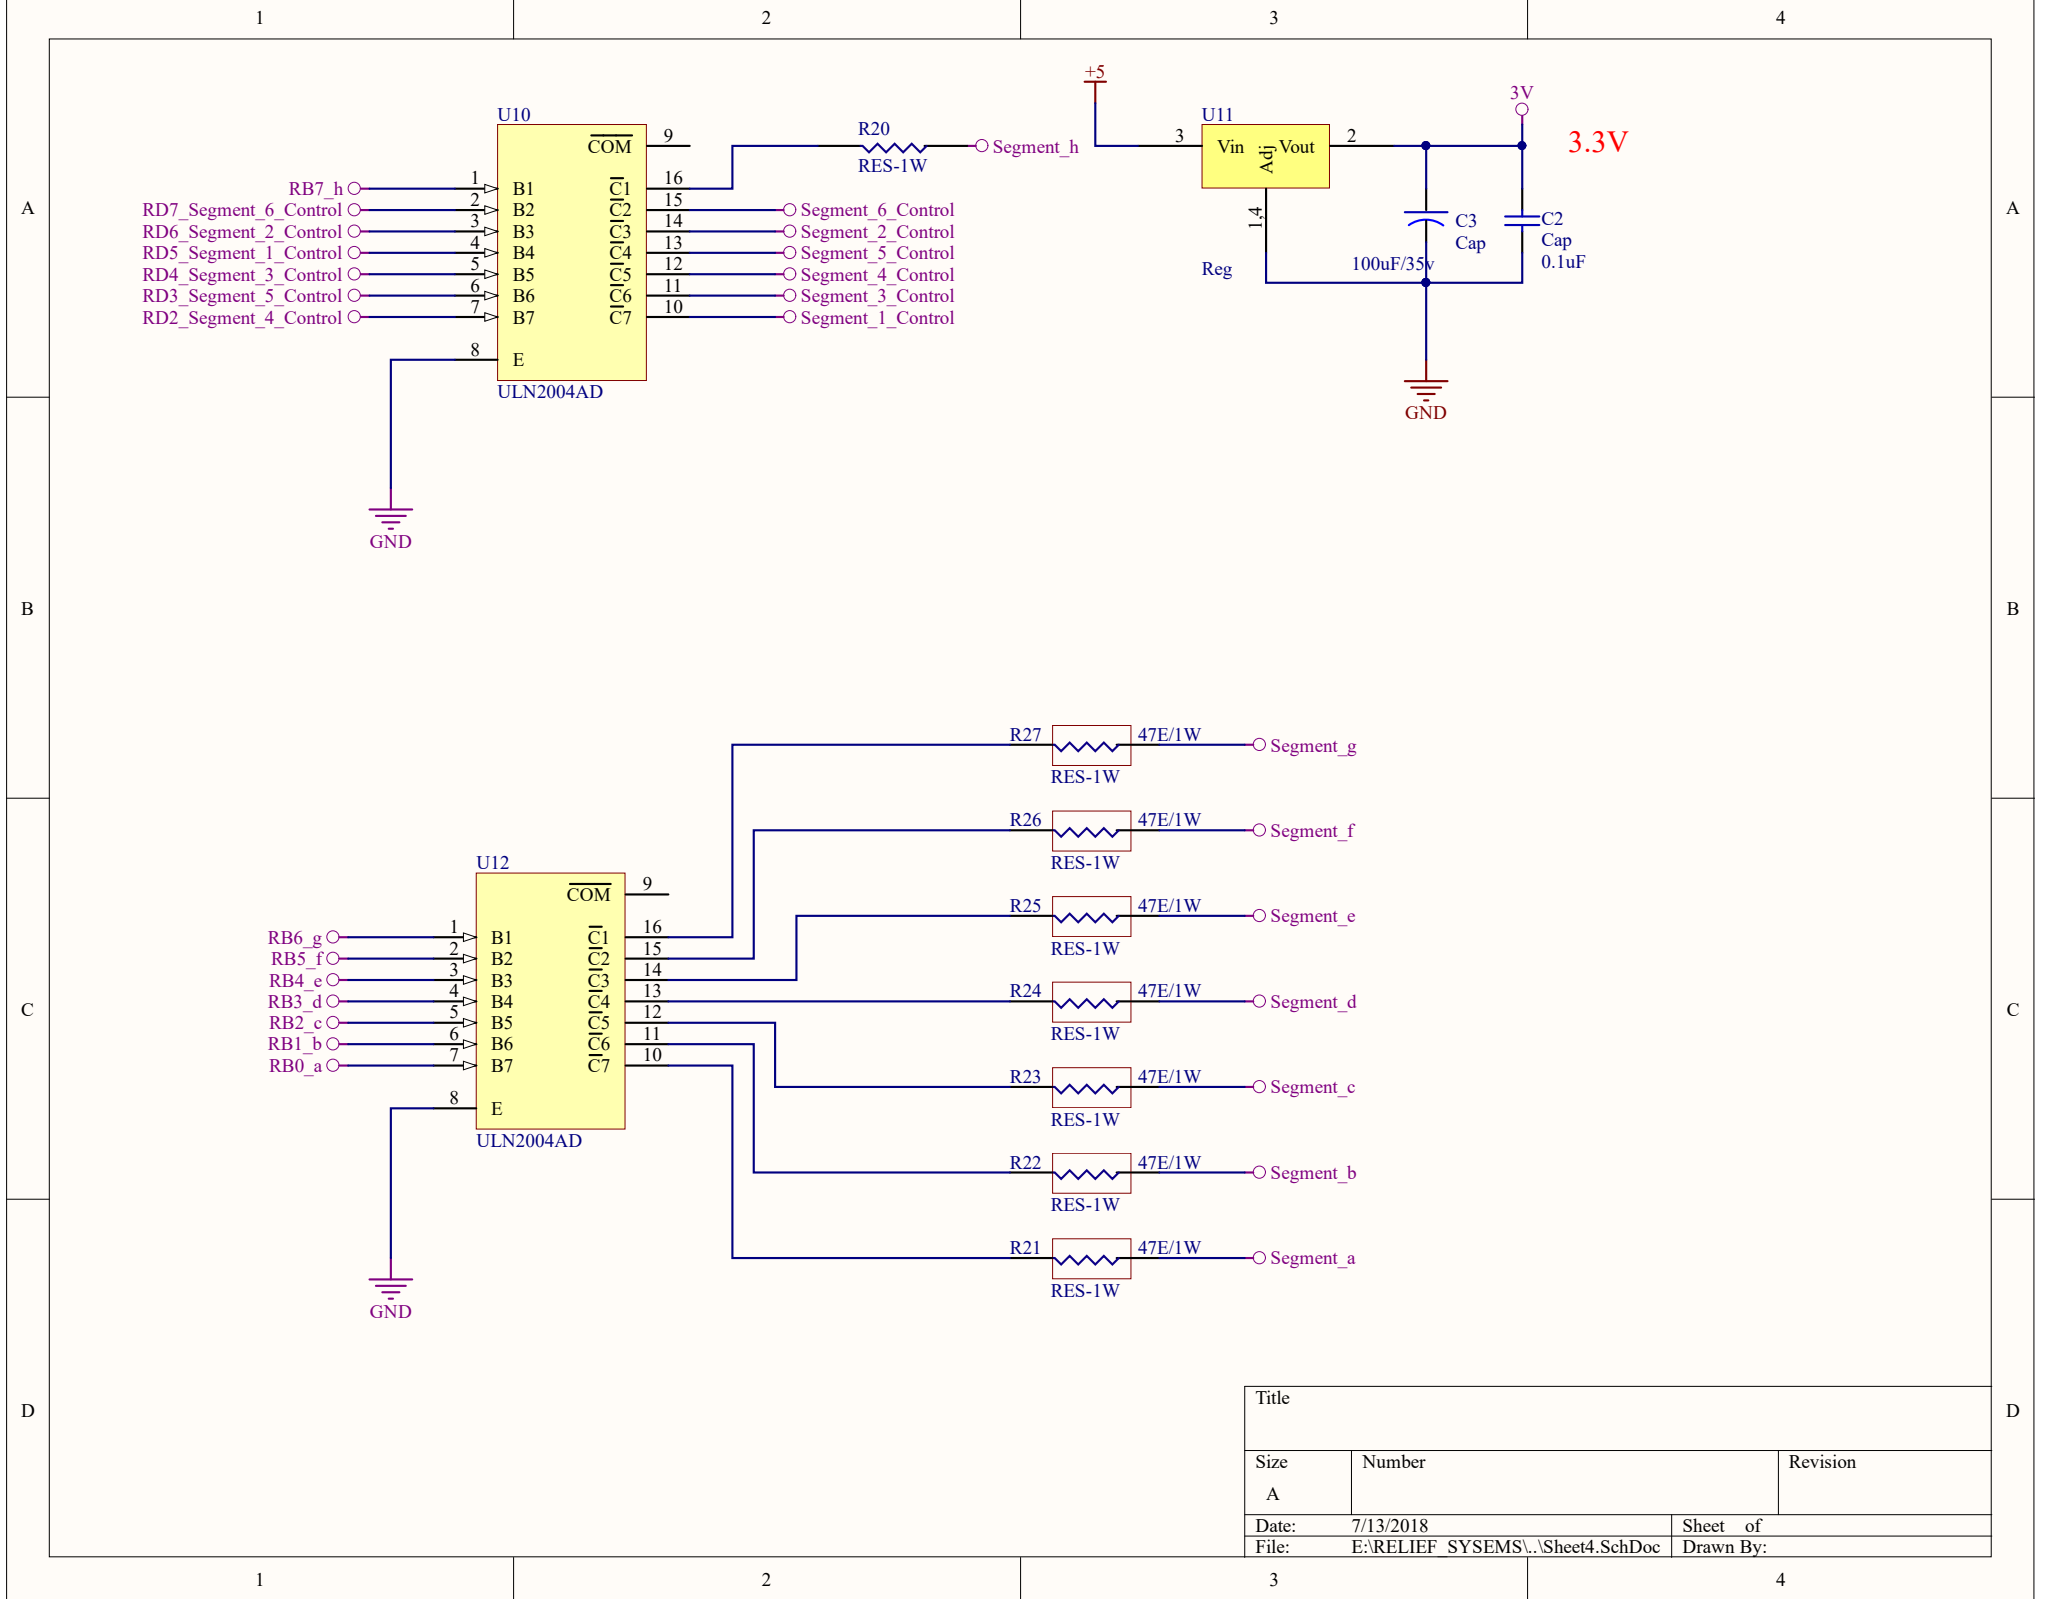 1 2 3 4
A A
B B
C C
D D
U10
COM 9
RB7_h 1 B1 C1 16
RD7_Segment_6_Control 2 B2 C2 15 Segment_6_Control
RD6_Segment_2_Control 3 B3 C3 14 Segment_2_Control
RD5_Segment_1_Control 4 B4 C4 13 Segment_5_Control
RD4_Segment_3_Control 5 B5 C5 12 Segment_4_Control
RD3_Segment_5_Control 6 B6 C6 11 Segment_3_Control
RD2_Segment_4_Control 7 B7 C7 10 Segment_1_Control
8 E
ULN2004AD
GND
R20
RES-1W
Segment_h
+5
U11
3 Vin Adj Vout 2
1,4
Reg
3V
3.3V
C3
Cap
100uF/35v
C2
Cap
0.1uF
GND
R27 47E/1W Segment_g
RES-1W
R26 47E/1W Segment_f
RES-1W
R25 47E/1W Segment_e
RES-1W
R24 47E/1W Segment_d
RES-1W
R23 47E/1W Segment_c
RES-1W
R22 47E/1W Segment_b
RES-1W
R21 47E/1W Segment_a
RES-1W
U12
COM 9
RB6_g 1 B1 C1 16
RB5_f 2 B2 C2 15
RB4_e 3 B3 C3 14
RB3_d 4 B4 C4 13
RB2_c 5 B5 C5 12
RB1_b 6 B6 C6 11
RB0_a 7 B7 C7 10
8 E
ULN2004AD
GND
Title
Size Number Revision
A
Date: 7/13/2018 Sheet of
File: E:\RELIEF_SYSEMS\..\Sheet4.SchDoc Drawn By:
1 2 3 4